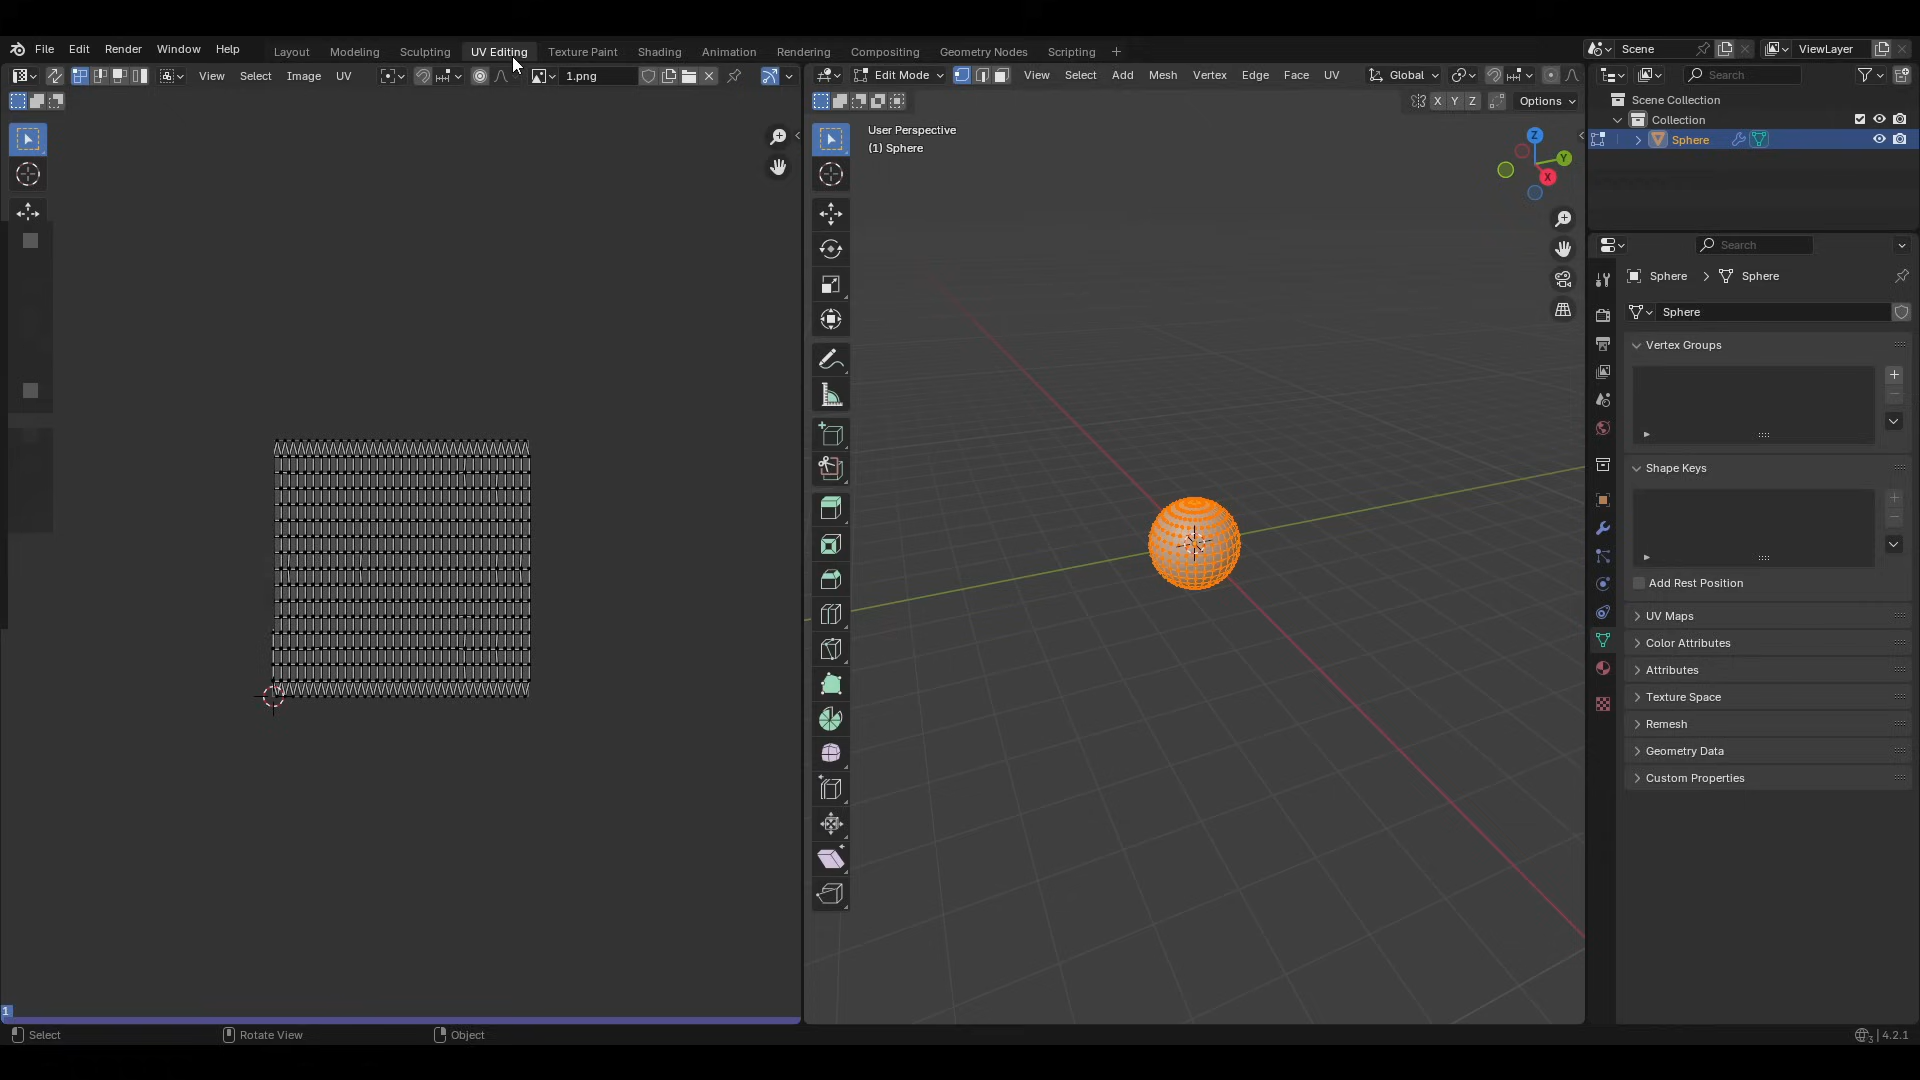 File Edit Render Window Help Layout Modeling Sculpting UV Editing Texture Paint Shading Animation Rendering Compositing Geometry Nodes Scripting + Scene ViewLayer
View Select Image UV 1.png Edit Mode View Select Add Mesh Vertex Edge Face UV Global Search
X Y Z Options Scene Collection
Collection
User Perspective
(1) Sphere
Z
Y
X
Sphere
Search
Sphere > Sphere
Sphere
Vertex Groups
Shape Keys
Add Rest Position
UV Maps
Color Attributes
Attributes
Texture Space
Remesh
Geometry Data
Custom Properties
1
Select Rotate View Object 3 4.2.1